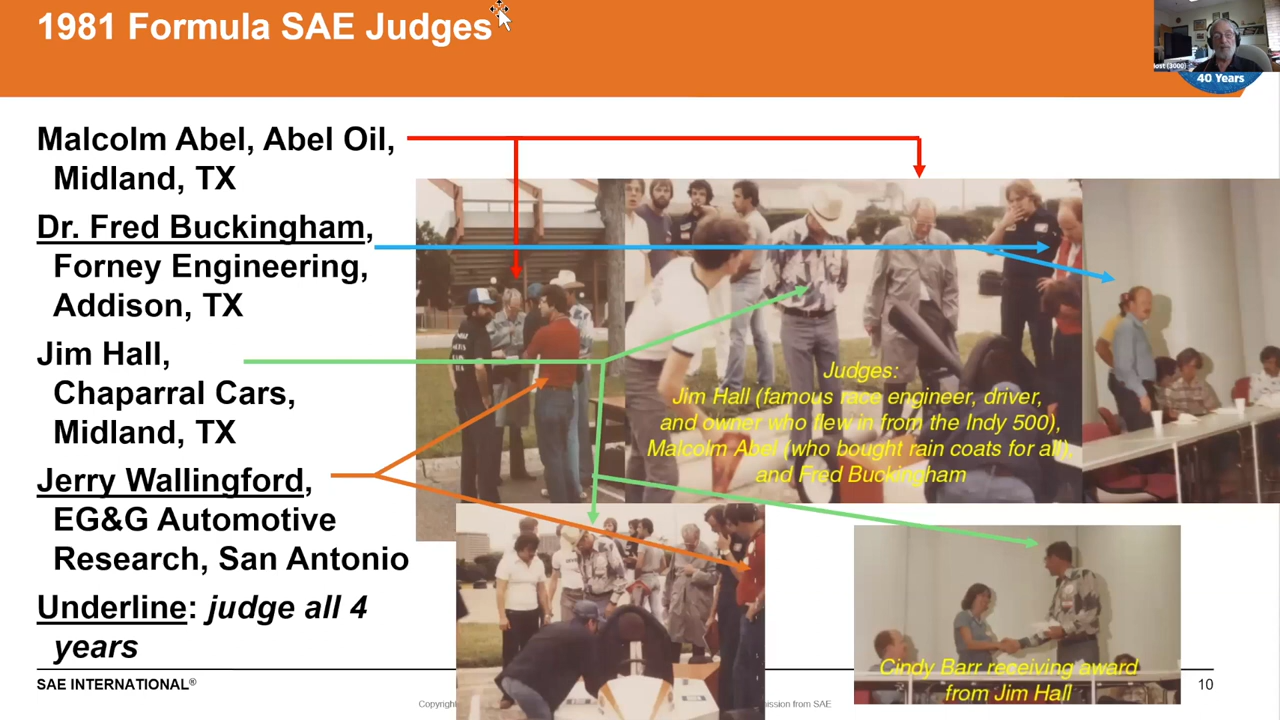 1981 Formula SAE Judges
40 Years
Malcolm Abel, Abel Oil,
Midland, TX
Dr. Fred Buckingham,
Forney Engineering,
Addison, TX
Jim Hall,
Chaparral Cars,
Midland, TX
Jerry Wallingford,
EG&G Automotive
Research, San Antonio
Underline: judge all 4
years
Judges:
Jim Hall (famous race engineer, driver,
and owner who flew in from the Indy 500),
Malcolm Abel (who bought rain coats for all),
and Fred Buckingham
Cindy Barr receiving award
from Jim Hall
SAE INTERNATIONAL®
mission from SAE
10